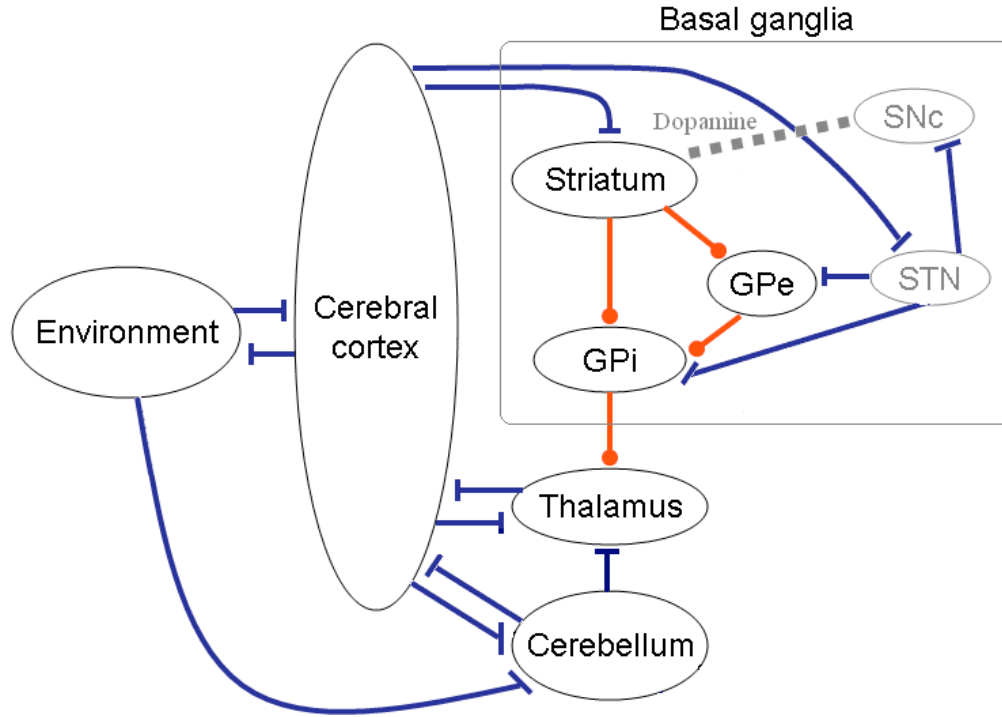 Basal ganglia
SNc
Dopamine
Striatum
GPe
STN
Environment
Cerebral
cortex
GPi
Thalamus
Cerebellum